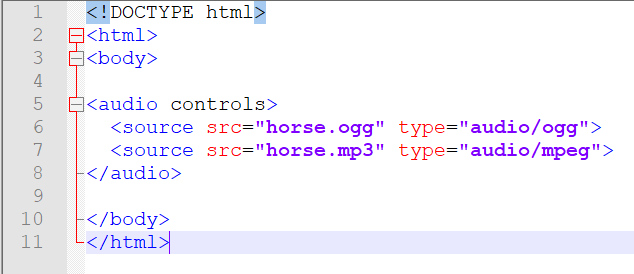 1 <!DOCTYPE html>
2 <html>
3 <body>
4
5 <audio controls>
6   <source src="horse.ogg" type="audio/ogg">
7   <source src="horse.mp3" type="audio/mpeg">
8 </audio>
9
10 </body>
11 </html>